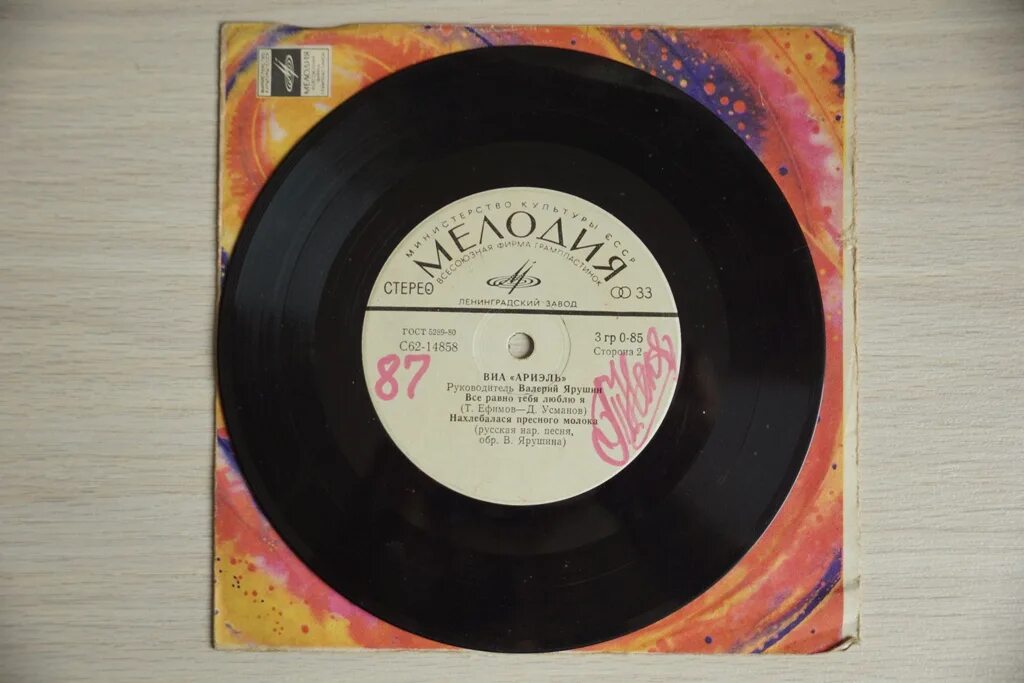 МЕЛОДИЯ
МИНИСТЕРСТВО КУЛЬТУРЫ СССР
МЕЛОДИЯ
ВСЕСОЮЗНАЯ ФИРМА ГРАМПЛАСТИНОК
СТЕРЕО
33
ЛЕНИНГРАДСКИЙ ЗАВОД
ГОСТ 5289-80
С62-14858
3 гр 0-85
Сторона 2
87
ВИА «АРИЭЛЬ»
Руководитель Валерий Ярушин
Все равно тебя люблю я
(Т. Ефимов—Д. Усманов)
Нахлебалася пресного молока
(русская нар. песня,
обр. В. Ярушина)